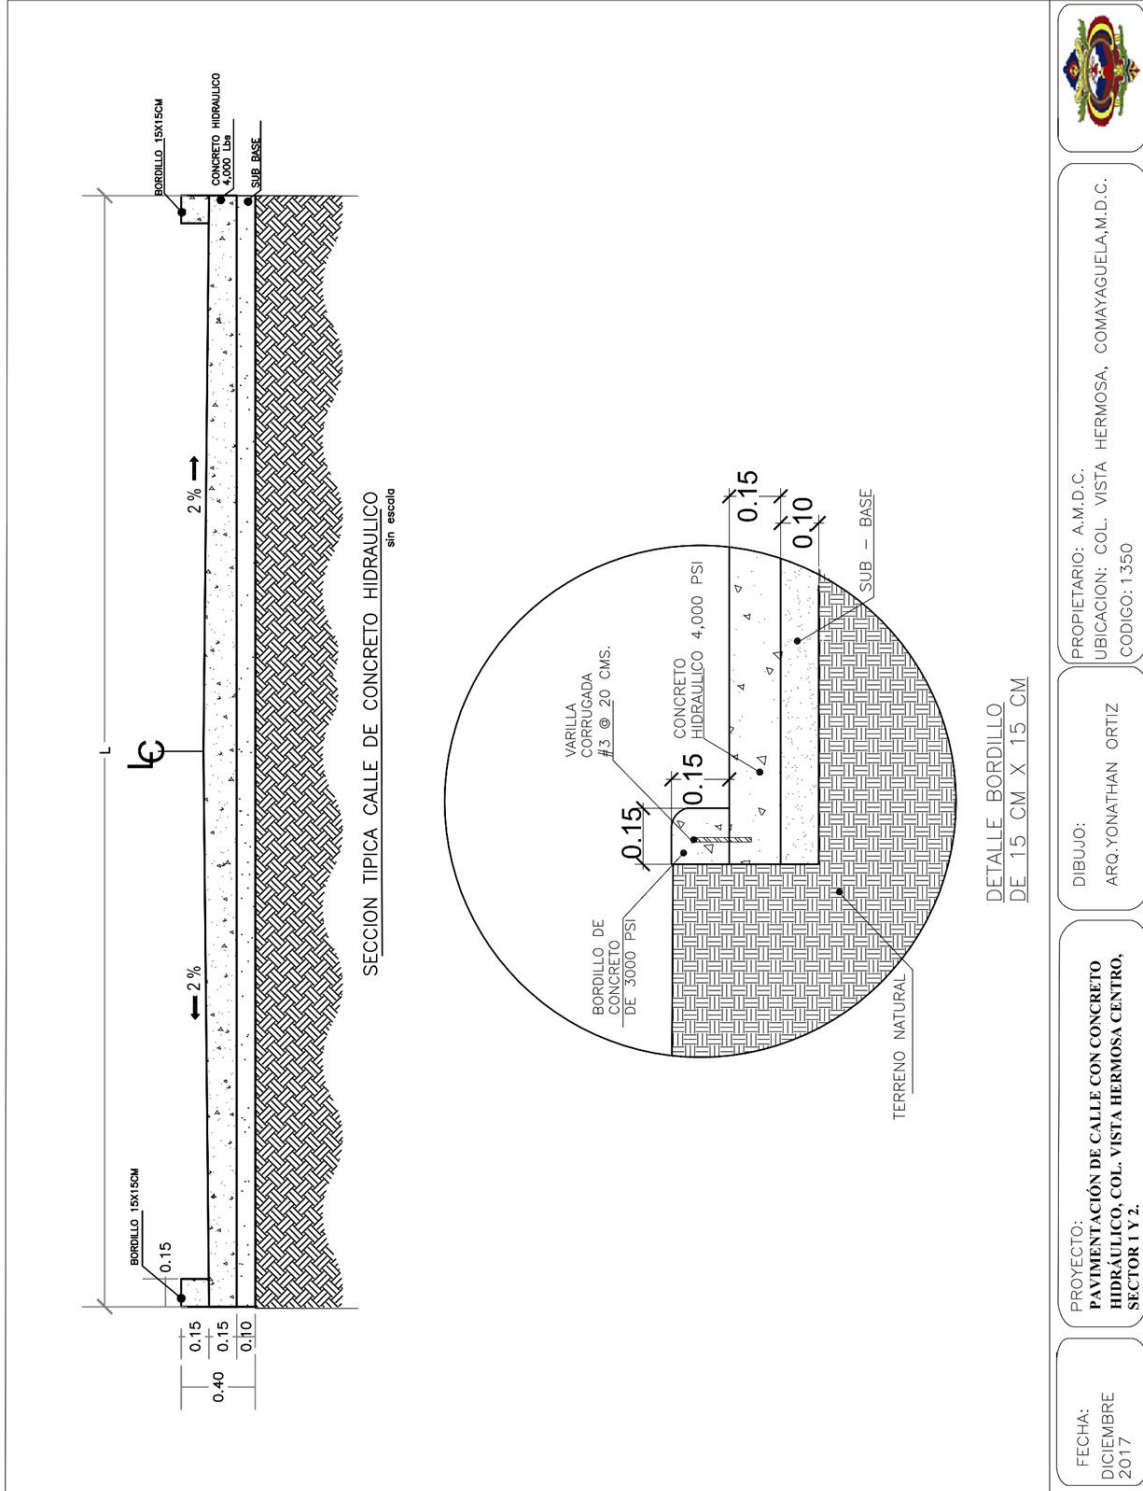 L
BORDILLO 15X15CM
0.15
0.15
0.15
0.10
0.40
2%
2%
BORDILLO 15X15CM
CONCRETO HIDRAULICO
4,000 Lbs
SUB BASE
SECCION TIPICA CALLE DE CONCRETO HIDRAULICO
sin escala
VARILLA
CORRUGADA
#3 @ 20 CMS.
BORDILLO DE
CONCRETO
DE 3000 PSI
0.15
0.15
CONCRETO
HIDRAULICO 4,000 PSI
0.15
0.10
SUB - BASE
TERRENO NATURAL
DETALLE BORDILLO
DE 15 CM X 15 CM
FECHA:
DICIEMBRE
2017
PROYECTO:
PAVIMENTACIÓN DE CALLE CON CONCRETO
HIDRÁULICO, COL. VISTA HERMOSA CENTRO,
SECTOR 1 Y 2.
DIBUJO:
ARQ.YONATHAN ORTIZ
PROPIETARIO: A.M.D.C.
UBICACION: COL. VISTA HERMOSA, COMAYAGUELA,M.D.C.
CODIGO: 1350